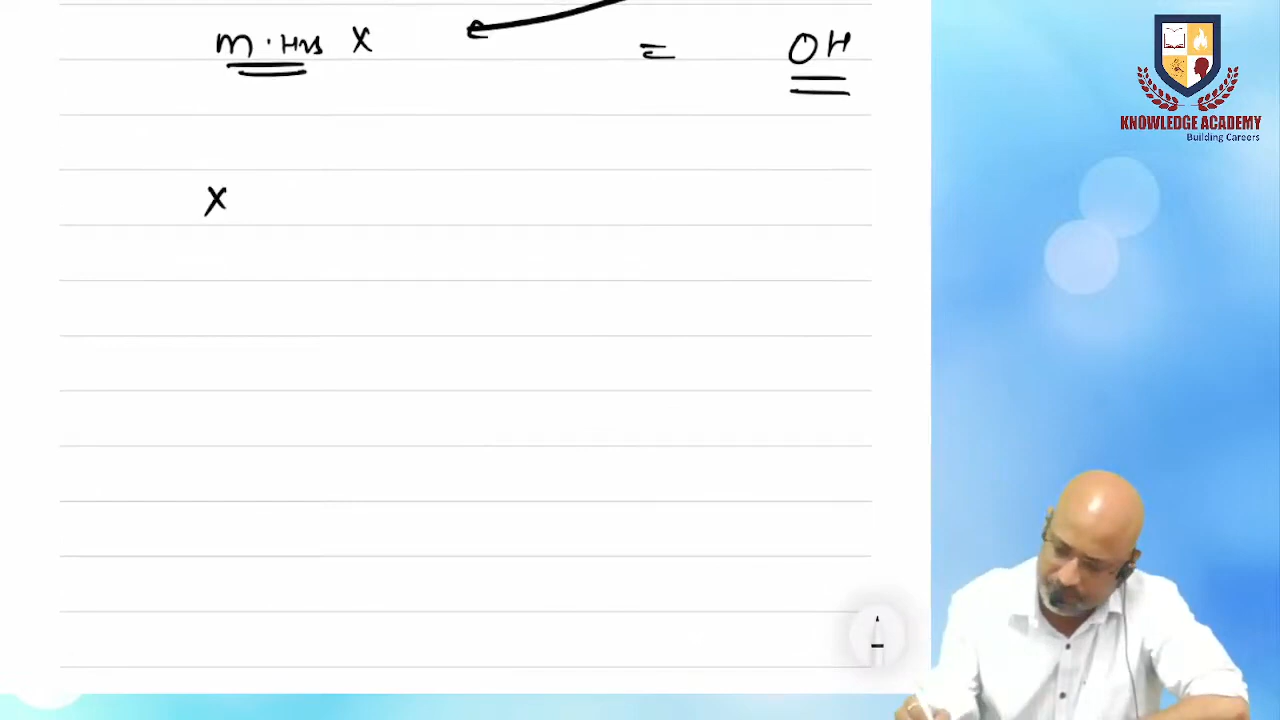 m. Hrs X = OH
X
KNOWLEDGE ACADEMY
Building Careers